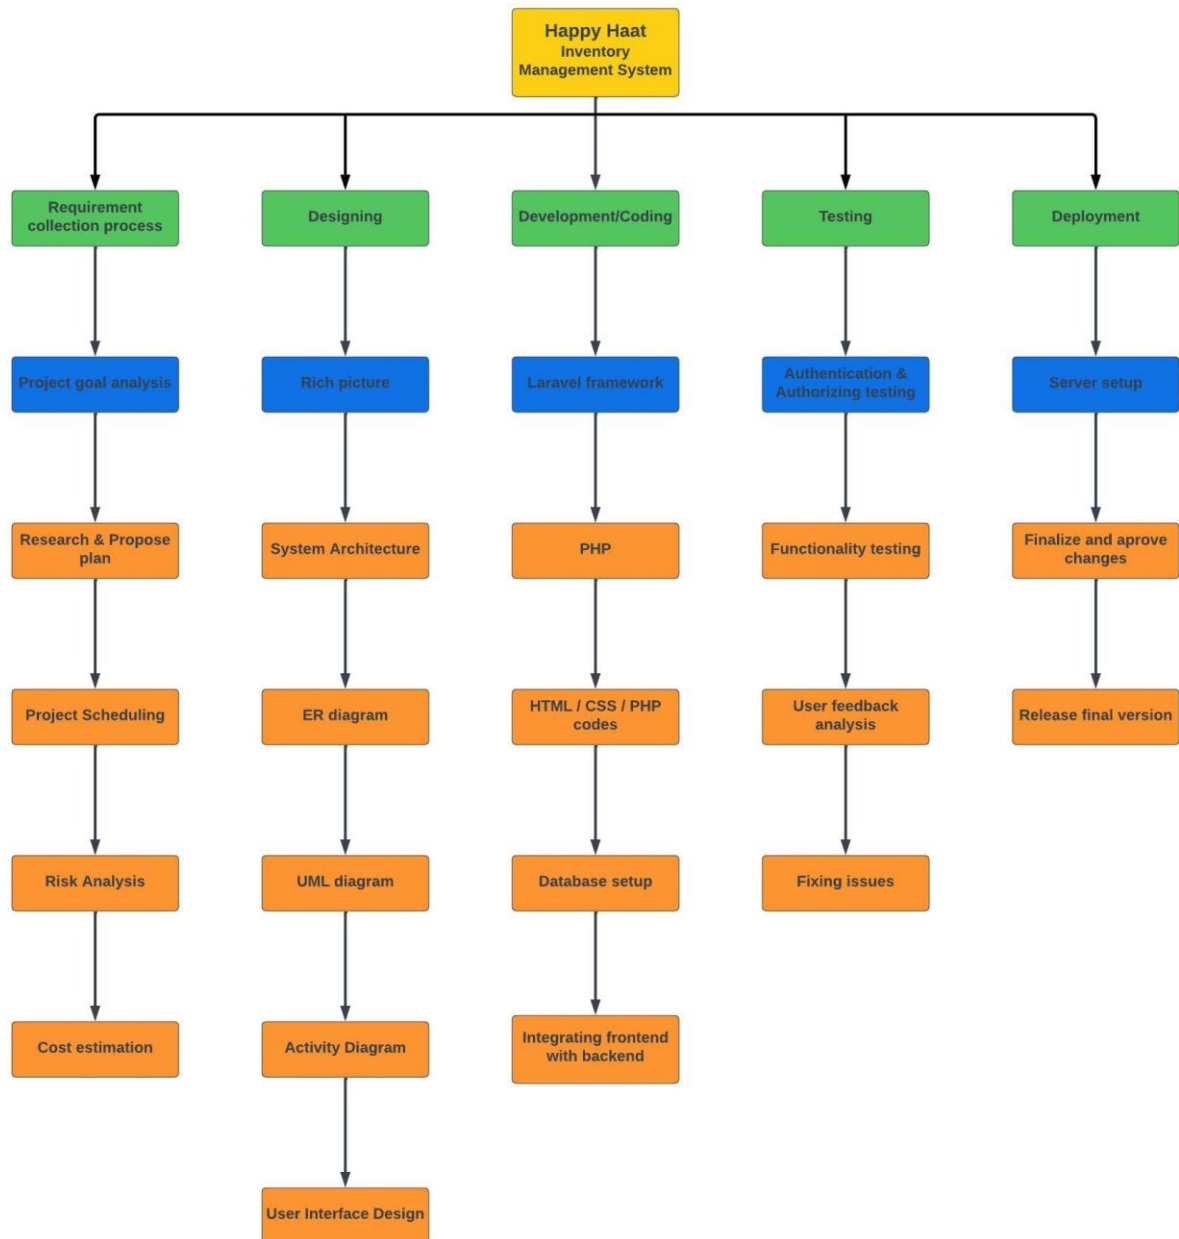 Happy Haat
Inventory
Management System
Requirement
collection process
Designing
Development/Coding
Testing
Deployment
Project goal analysis
Rich picture
Laravel framework
Authentication &
Authorizing testing
Server setup
Research & Propose
plan
System Architecture
PHP
Functionality testing
Finalize and aprove
changes
Project Scheduling
ER diagram
HTML / CSS / PHP
codes
User feedback
analysis
Release final version
Risk Analysis
UML diagram
Database setup
Fixing issues
Cost estimation
Activity Diagram
Integrating frontend
with backend
User Interface Design